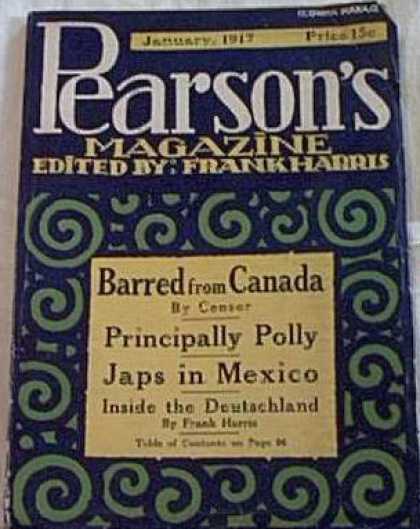 January, 1917 Price 15c
Pearson's
MAGAZINE
EDITED BY: FRANK HARRIS
Barred from Canada
By Censor
Principally Polly
Japs in Mexico
Inside the Deutschland
By Frank Harris
Table of Contents on Page